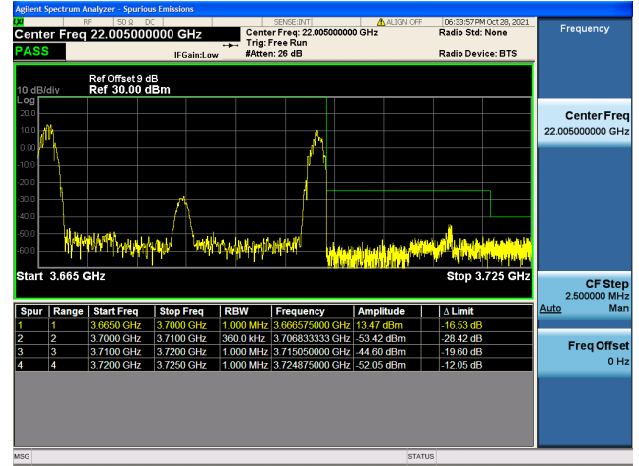 Agilent Spectrum Analyzer - Spurious Emissions
LXI RF 50 Ω DC SENSE:INT ALIGN OFF 06:33:57 PM Oct 28, 2021
Center Freq 22.005000000 GHz
Center Freq: 22.005000000 GHz
Radio Std: None
Trig: Free Run
PASS
IFGain:Low
#Atten: 26 dB
Radio Device: BTS
Ref Offset 9 dB
10 dB/div Ref 30.00 dBm
Log
20.0
10.0
0.00
-10.0
-20.0
-30.0
-40.0
-50.0
-60.0
Start 3.665 GHz Stop 3.725 GHz
Spur Range Start Freq Stop Freq RBW Frequency Amplitude Δ Limit
1 1 3.6650 GHz 3.7000 GHz 1.000 MHz 3.666575000 GHz 13.47 dBm -16.53 dB
2 2 3.7000 GHz 3.7100 GHz 360.0 kHz 3.706833333 GHz -53.42 dBm -28.42 dB
3 3 3.7100 GHz 3.7200 GHz 1.000 MHz 3.715050000 GHz -44.60 dBm -19.60 dB
4 4 3.7200 GHz 3.7250 GHz 1.000 MHz 3.724875000 GHz -52.05 dBm -12.05 dB
MSG STATUS
Frequency
Center Freq
22.005000000 GHz
CF Step
2.500000 MHz
Auto Man
Freq Offset
0 Hz